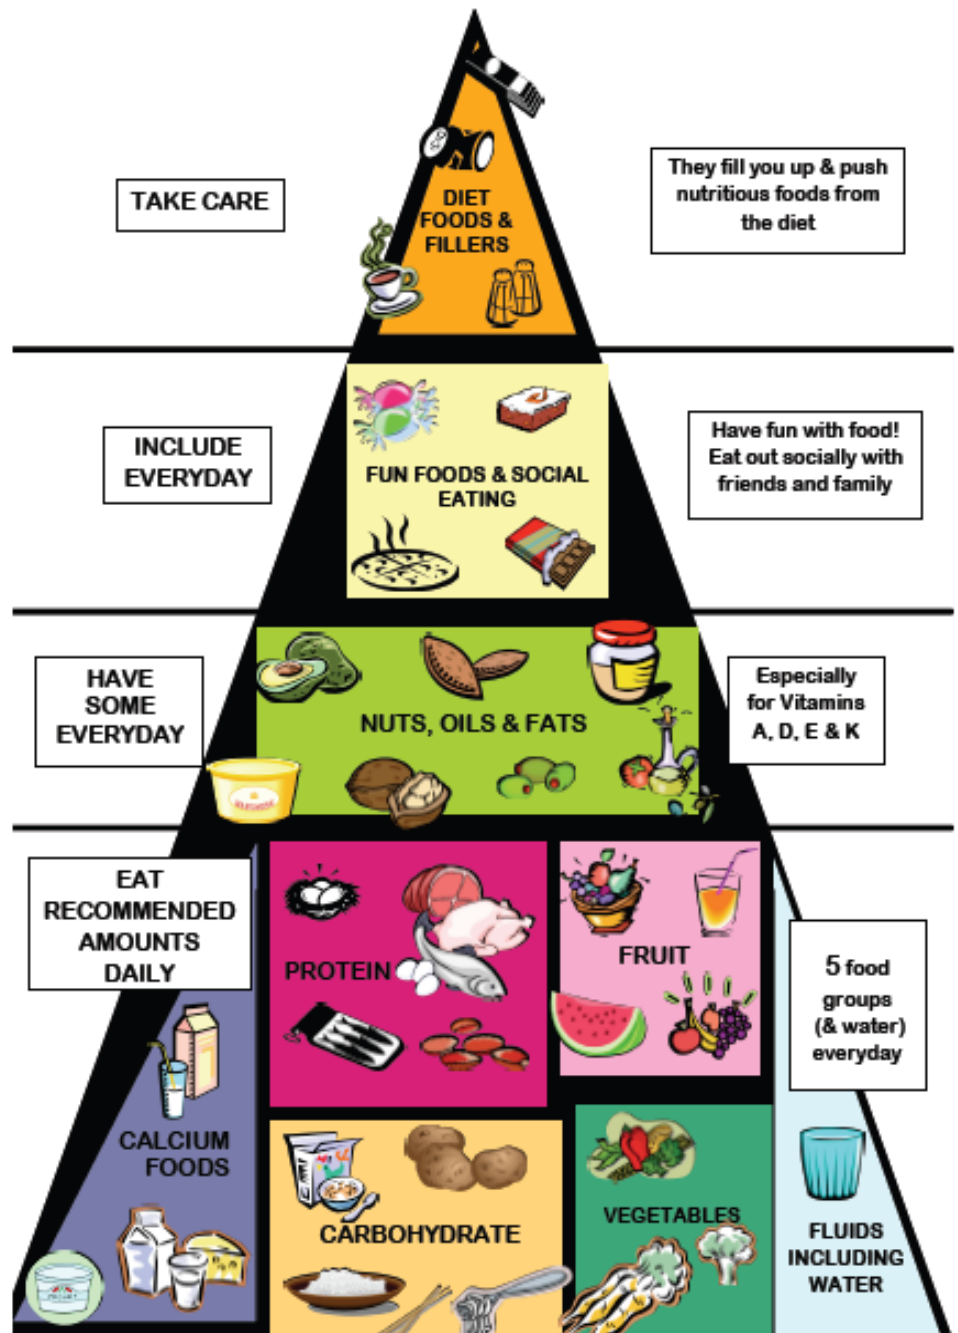 TAKE CARE
DIET
FOODS &
FILLERS
They fill you up & push
nutritious foods from
the diet
INCLUDE
EVERYDAY
FUN FOODS & SOCIAL
EATING
Have fun with food!
Eat out socially with
friends and family
HAVE
SOME
EVERYDAY
NUTS, OILS & FATS
Especially
for Vitamins
A, D, E & K
EAT
RECOMMENDED
AMOUNTS
DAILY
PROTEIN
FRUIT
5 food
groups
(& water)
everyday
CALCIUM
FOODS
CARBOHYDRATE
VEGETABLES
FLUIDS
INCLUDING
WATER